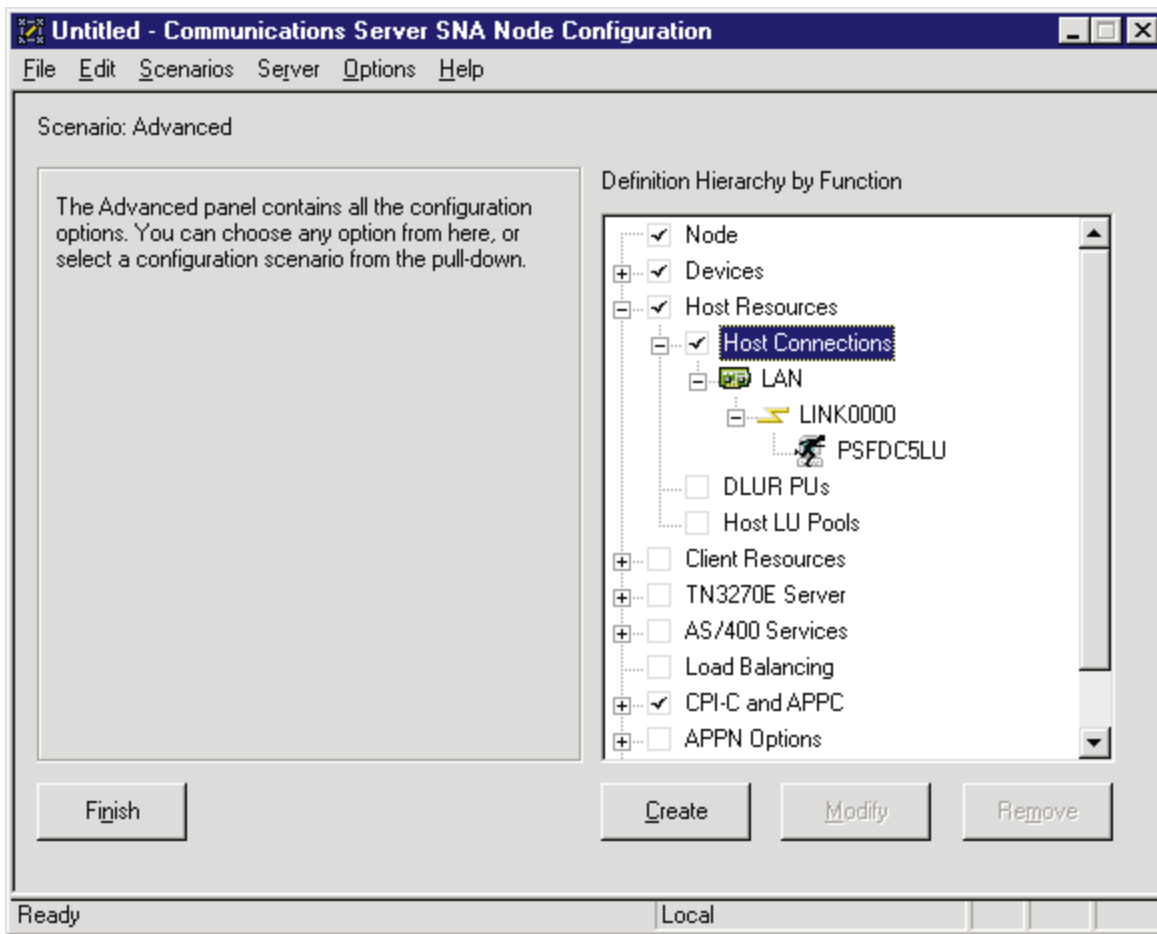 Untitled - Communications Server SNA Node Configuration
File Edit Scenarios Server Options Help
Scenario: Advanced
The Advanced panel contains all the configuration
options. You can choose any option from here, or
select a configuration scenario from the pull-down.
Definition Hierarchy by Function
Node
Devices
Host Resources
Host Connections
LAN
LINK0000
PSFDC5LU
DLUR PUs
Host LU Pools
Client Resources
TN3270E Server
AS/400 Services
Load Balancing
CPI-C and APPC
APPN Options
Finish
Create
Modify
Remove
Ready
Local